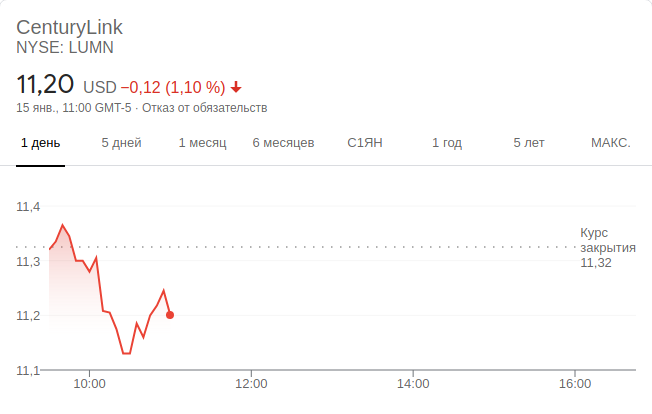 CenturyLink
NYSE: LUMN
11,20 USD −0,12 (1,10 %)
15 янв., 11:00 GMT-5 · Отказ от обязательств
1 день 5 дней 1 месяц 6 месяцев С1ЯН 1 год 5 лет МАКС.
11,4
Курс
закрытия
11,32
11,3
11,2
11,1
10:00 12:00 14:00 16:00